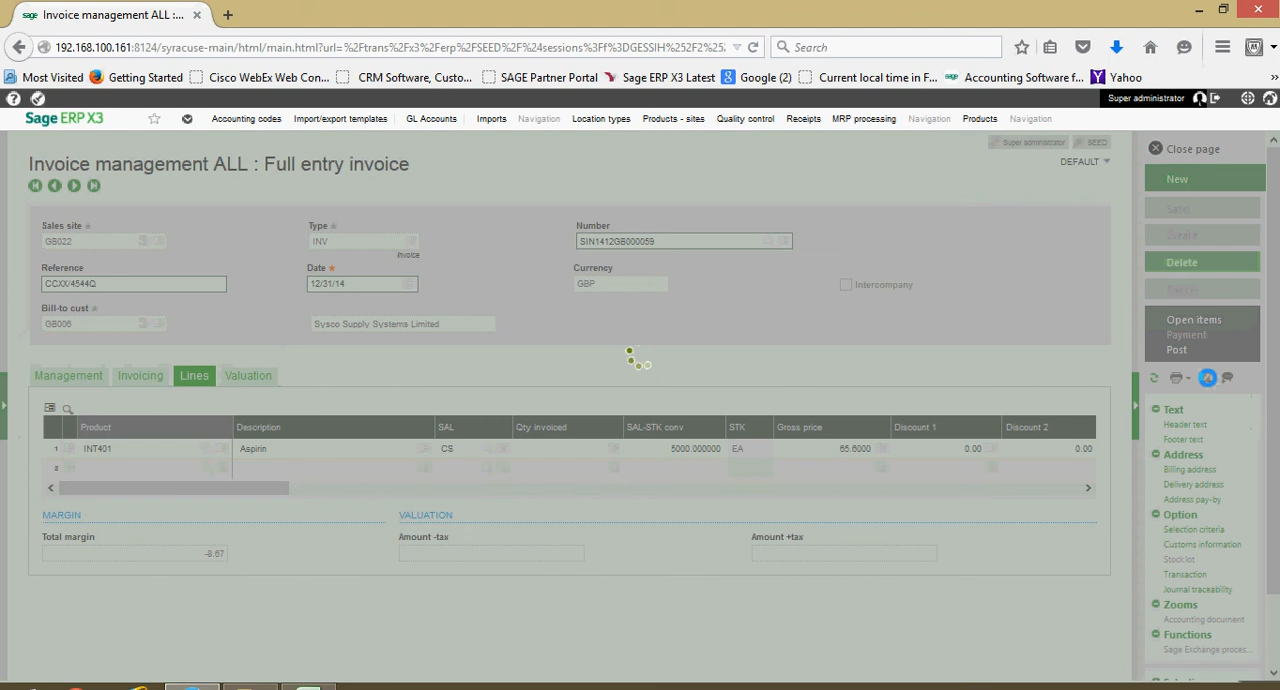 Invoice management ALL :...
192.168.100.161:8124/syracuse-main/html/main.html?url=%2Ftrans%2Fx3%2Ferp%2FSEED%2F%24sessions%3Ff%3DGESSIH%252F2%25:
Search
Most Visited Getting Started Cisco WebEx Web Con... CRM Software, Custo... SAGE Partner Portal Sage ERP X3 Latest Google (2) Current local time in F... Accounting Software f... Yahoo »
Super administrator
Sage ERP X3 Accounting codes Import/export templates GL Accounts Imports Navigation Location types Products - sites Quality control Receipts MRP processing Navigation Products Navigation
Super administrator SEED
Invoice management ALL : Full entry invoice
DEFAULT
Close page
New
Save
Create
Delete
Open items
Payment
Post
Sales site Type Number
GB022 INV SIN1412GB000059
Invoice
Reference Date Currency
CCXX/4544Q 12/31/14 GBP Intercompany
Bill-to cust
GB006 Sysco Supply Systems Limited
Management Invoicing Lines Valuation
Product Description SAL Qty invoiced SAL-STK conv STK Gross price Discount 1 Discount 2
1 INT401 Aspirin CS 5000.000000 EA 65.6000 0.00 0.00
2
MARGIN VALUATION
Total margin Amount -tax Amount +tax
-8.67
Text
Header text
Footer text
Address
Billing address
Delivery address
Address pay-by
Option
Selection criteria
Customs information
Stock lot
Transaction
Journal traceability
Zooms
Accounting document
Functions
Sage Exchange proces...